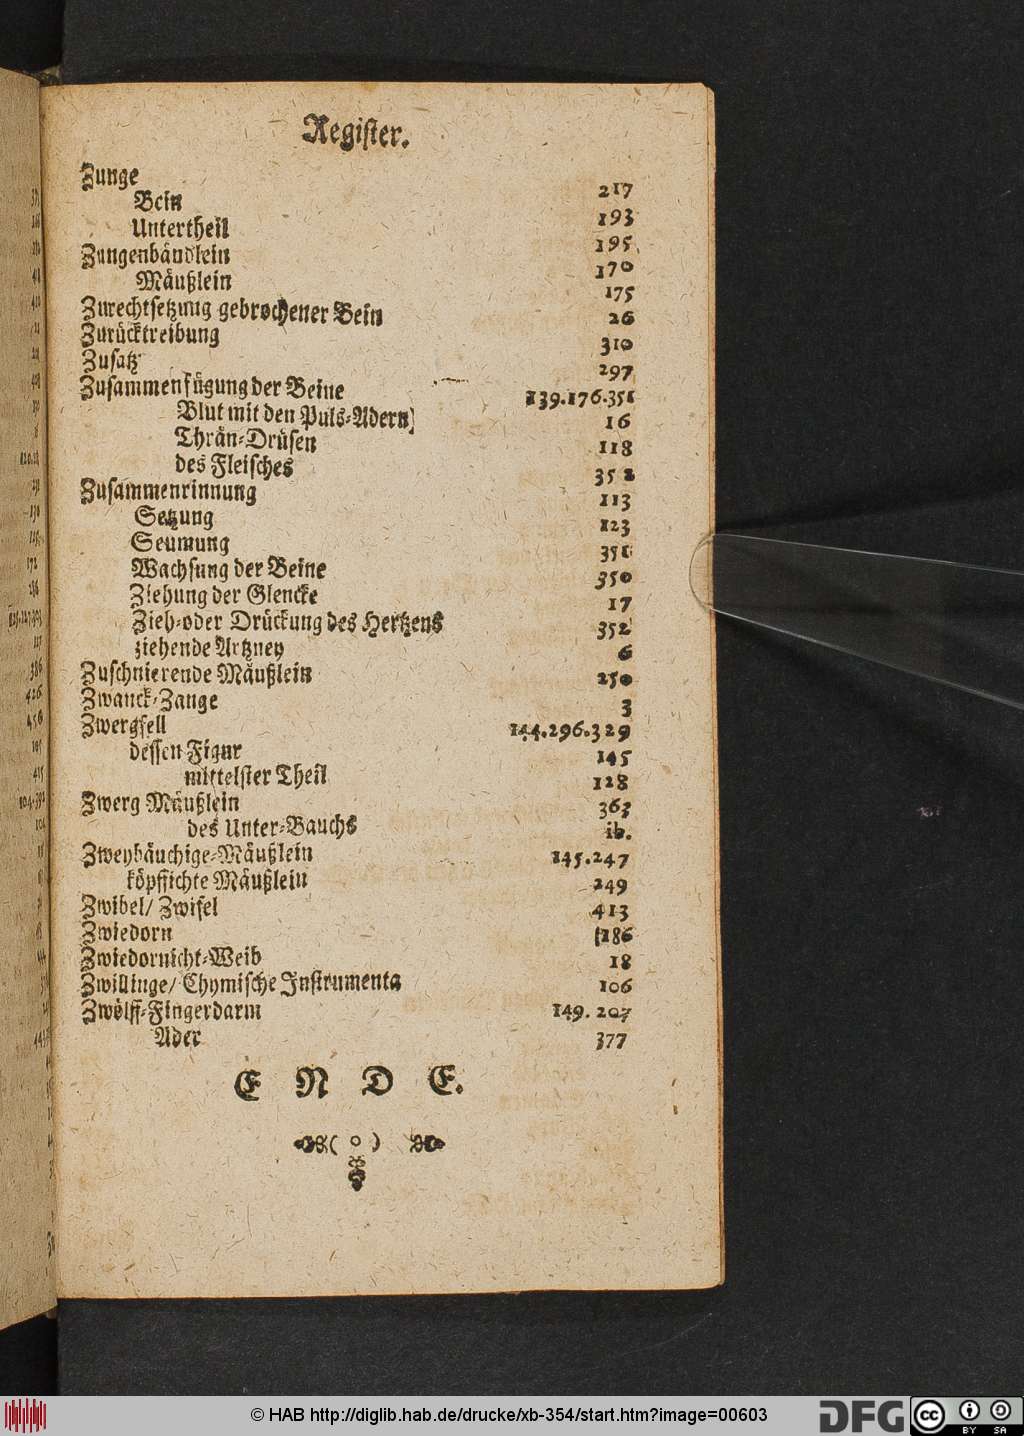 Register.
Zunge 217
Bein 193
Untertheil 195
Zungenbändlein 170
Mäußlein 175
Zurechtsetzung gebrochener Bein 26
Zurücktreibung 310
Zusatz 297
Zusammenfügung der Beine 139.176.351
Blut mit den Puls-Adern) 16
Thrän-Drüsen 118
des Fleisches 352
Zusammenrinnung 113
Setzung 123
Seumung 351
Wachsung der Beine 350
Ziehung der Glencke 17
Zieh-oder Drückung des Hertzens 352
ziehende Artzney 6
Zuschnierende Mäußlein 250
Zwanck-Zange 3
Zwergfell 144.296.329
dessen Figur 145
mittelster Theil 128
Zwerg Mäußlein 363
des Unter-Bauchs ib.
Zweybäuchige-Mäußlein 145.247
köpffichte Mäußlein 249
Zwibel/ Zwifel 413
Zwiedorn 186
Zwiedornicht-Weib 18
Zwillinge/ Chymische Instrumenta 106
Zwölff-Fingerdarm 149. 207
Ader 377
E N D E.
( o )
© HAB http://diglib.hab.de/drucke/xb-354/start.htm?image=00603
DFG
cc BY SA